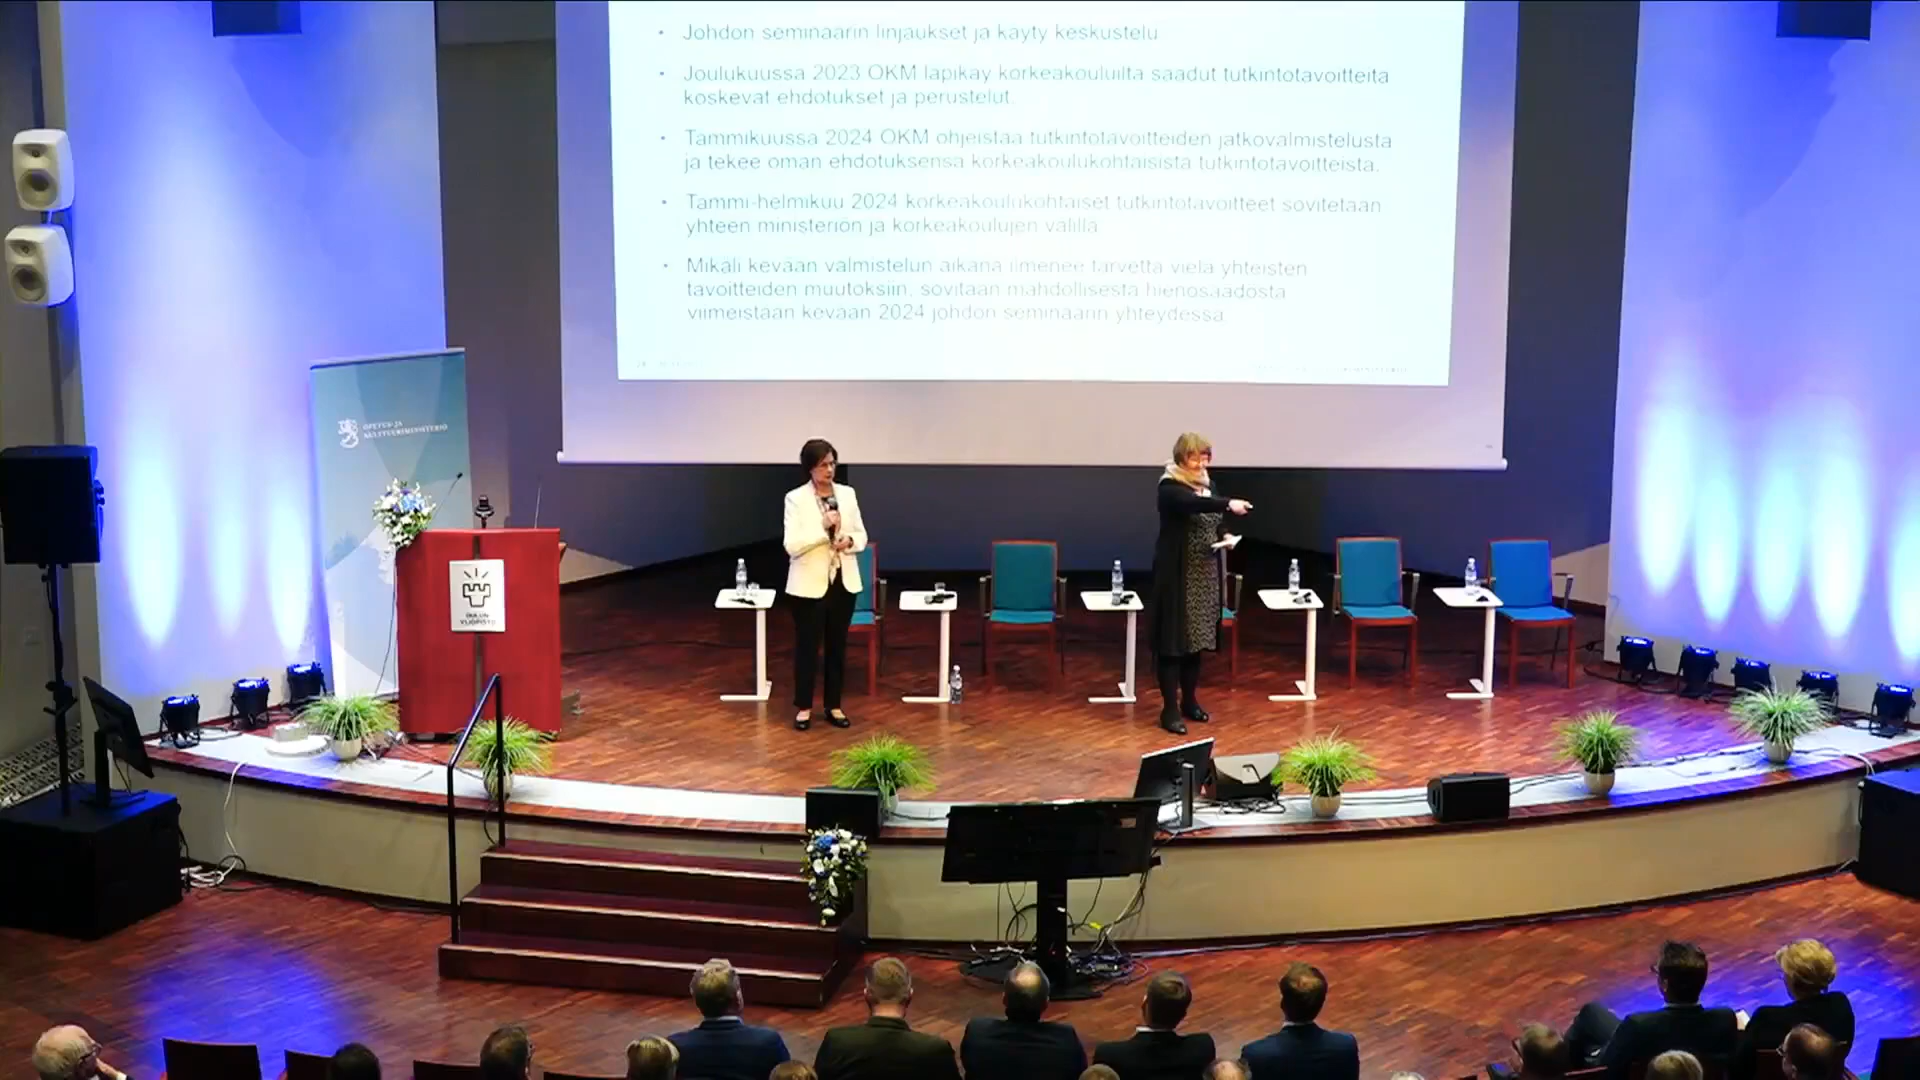 • Johdon seminaarin linjaukset ja käyty keskustelu
• Joulukuussa 2023 OKM läpikäy korkeakouluilta saadut tutkintotavoitteita
koskevat ehdotukset ja perustelut.
• Tammikuussa 2024 OKM ohjeistaa tutkintotavoitteiden jatkovalmistelusta
ja tekee oman ehdotuksensa korkeakoulukohtaisista tutkintotavoitteista.
• Tammi-helmikuu 2024 korkeakoulukohtaiset tutkintotavoitteet sovitetaan
yhteen ministeriön ja korkeakoulujen välillä
• Mikäli kevään valmistelun aikana ilmenee tarvetta vielä yhteisten
tavoitteiden muutoksiin, sovitaan mahdollisesta hienosäädöstä
viimeistään kevään 2024 johdon seminaarin yhteydessä.
OPETUS- JA
KULTTUURIMINISTERIÖ
OULUN
YLIOPISTO